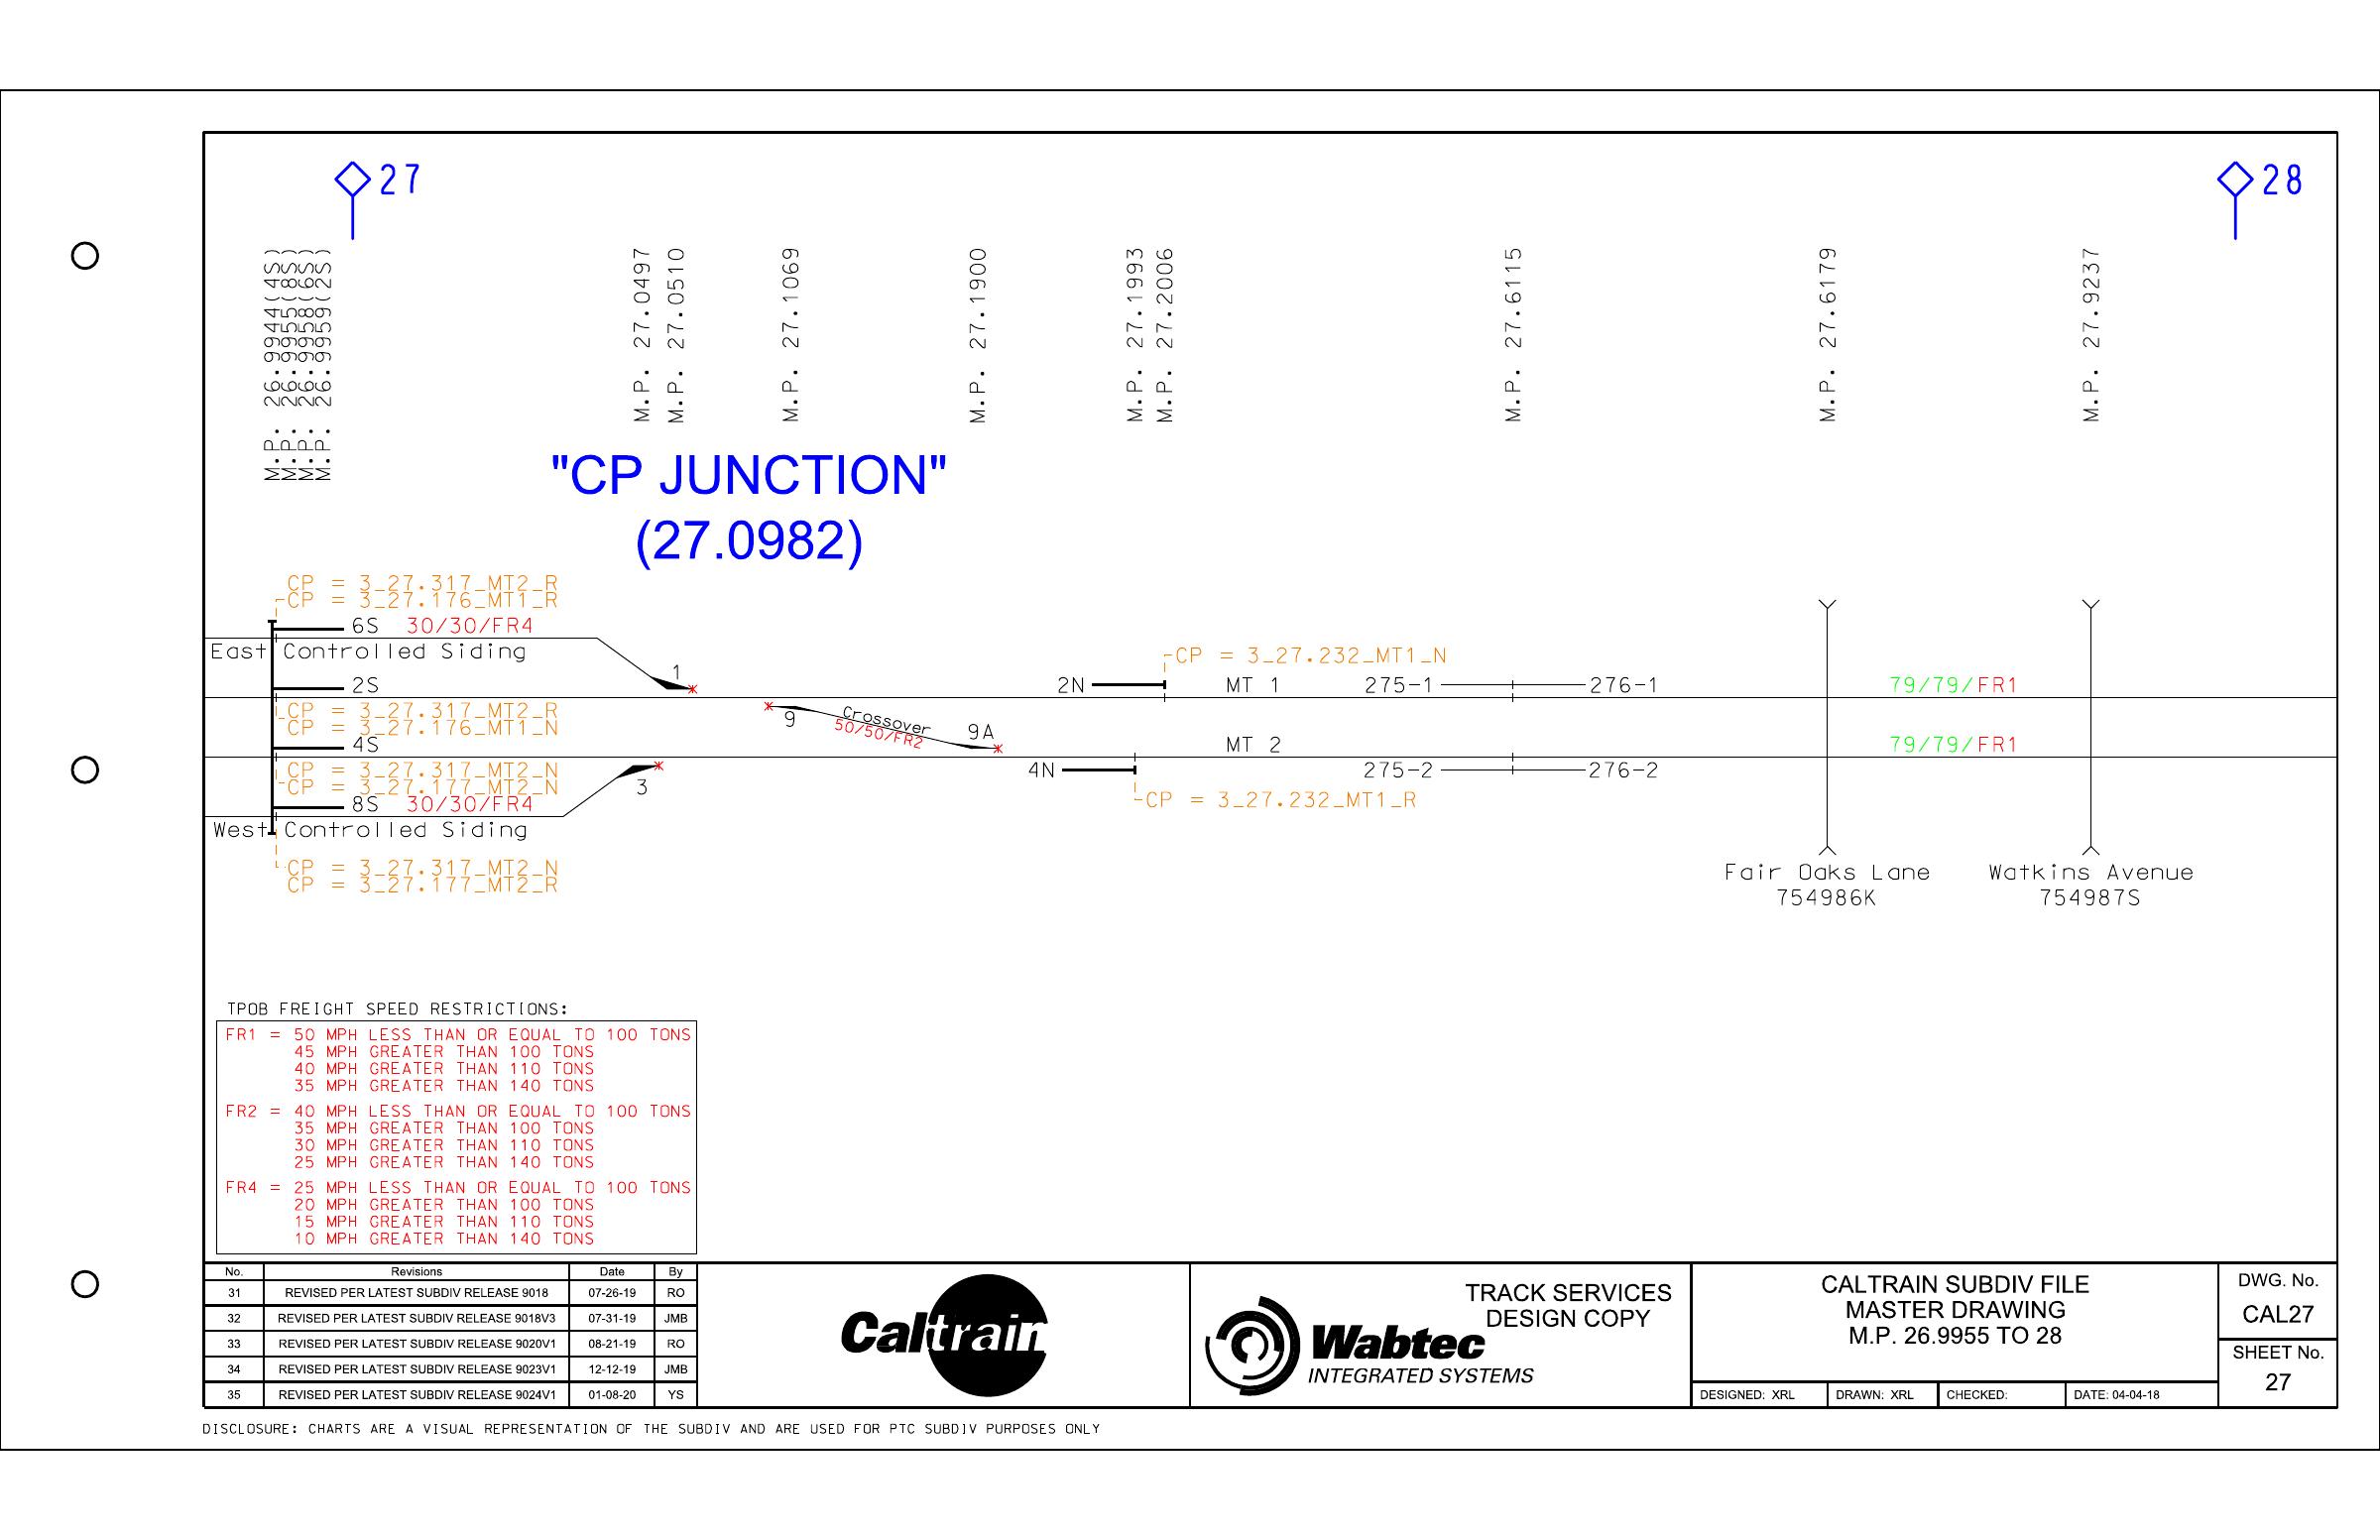 27
28
M.P. 26.9944(4S)
M.P. 26.9955(8S)
M.P. 26.9958(6S)
M.P. 26.9959(2S)
M.P. 27.0497
M.P. 27.0510
M.P. 27.1069
M.P. 27.1900
M.P. 27.1993
M.P. 27.2006
M.P. 27.6115
M.P. 27.6179
M.P. 27.9237
"CP JUNCTION"
(27.0982)
CP = 3_27.317_MT2_R
CP = 3_27.176_MT1_R
6S 30/30/FR4
East Controlled Siding
1
2S
CP = 3_27.232_MT1_N
2N MT 1 275-1 276-1 79/79/FR1
CP = 3_27.317_MT2_R
CP = 3_27.176_MT1_N
9 Crossover 9A
50/50/FR2
4S
MT 2 79/79/FR1
CP = 3_27.317_MT2_N
CP = 3_27.177_MT2_N
3
4N 275-2 276-2
8S 30/30/FR4
CP = 3_27.232_MT1_R
West Controlled Siding
CP = 3_27.317_MT2_N
CP = 3_27.177_MT2_R
Fair Oaks Lane
754986K
Watkins Avenue
754987S
TPOB FREIGHT SPEED RESTRICTIONS:
FR1 = 50 MPH LESS THAN OR EQUAL TO 100 TONS
45 MPH GREATER THAN 100 TONS
40 MPH GREATER THAN 110 TONS
35 MPH GREATER THAN 140 TONS
FR2 = 40 MPH LESS THAN OR EQUAL TO 100 TONS
35 MPH GREATER THAN 100 TONS
30 MPH GREATER THAN 110 TONS
25 MPH GREATER THAN 140 TONS
FR4 = 25 MPH LESS THAN OR EQUAL TO 100 TONS
20 MPH GREATER THAN 100 TONS
15 MPH GREATER THAN 110 TONS
10 MPH GREATER THAN 140 TONS
No. Revisions Date By
31 REVISED PER LATEST SUBDIV RELEASE 9018 07-26-19 RO
32 REVISED PER LATEST SUBDIV RELEASE 9018V3 07-31-19 JMB
33 REVISED PER LATEST SUBDIV RELEASE 9020V1 08-21-19 RO
34 REVISED PER LATEST SUBDIV RELEASE 9023V1 12-12-19 JMB
35 REVISED PER LATEST SUBDIV RELEASE 9024V1 01-08-20 YS
Caltrain
TRACK SERVICES
DESIGN COPY
Wabtec
INTEGRATED SYSTEMS
CALTRAIN SUBDIV FILE
MASTER DRAWING
M.P. 26.9955 TO 28
DESIGNED: XRL DRAWN: XRL CHECKED: DATE: 04-04-18
DWG. No.
CAL27
SHEET No.
27
DISCLOSURE: CHARTS ARE A VISUAL REPRESENTATION OF THE SUBDIV AND ARE USED FOR PTC SUBDIV PURPOSES ONLY